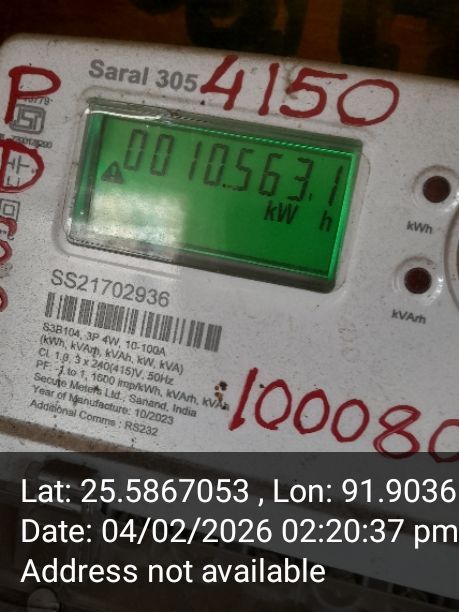 Saral 305
4150
PD
0010563.1
kW h
kWh
kVArh
SS21702936
S3B104, 3P 4W, 10-100A
(kWh, kVArh, kVAh, kW, kVA)
Cl. 1.0, 3 x 240(415)V, 50Hz
PF: -1 to 1, 1600 imp/kWh, kVArh, kVAh
Secure Meters Ltd., Sanand, India
Year of Manufacture: 10/2023
Additional Comms : RS232
100080
Lat: 25.5867053 , Lon: 91.9036
Date: 04/02/2026 02:20:37 pm
Address not available